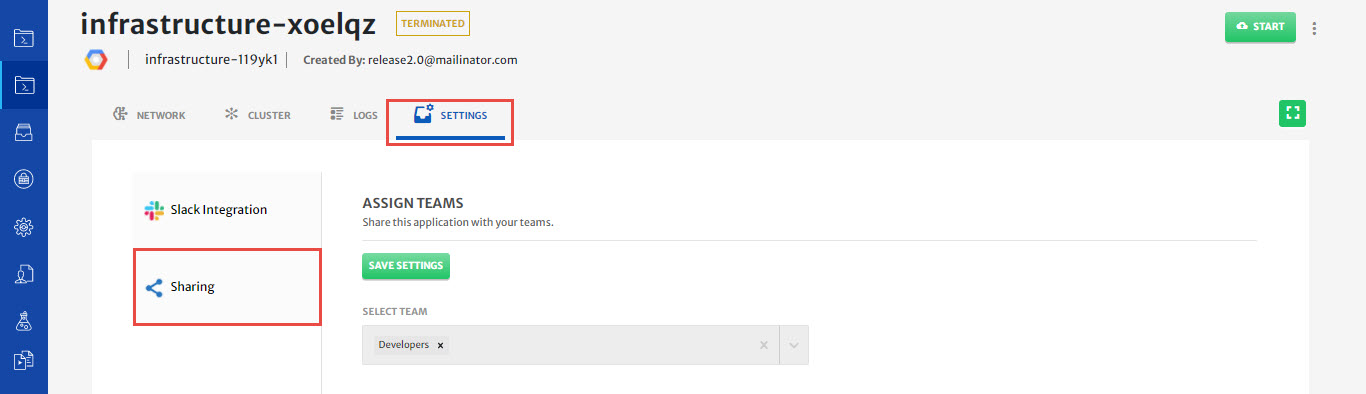 infrastructure-xoelqz TERMINATED
START
infrastructure-119yk1 Created By: release2.0@mailinator.com
NETWORK CLUSTER LOGS SETTINGS
Slack Integration
Sharing
ASSIGN TEAMS
Share this application with your teams.
SAVE SETTINGS
SELECT TEAM
Developers